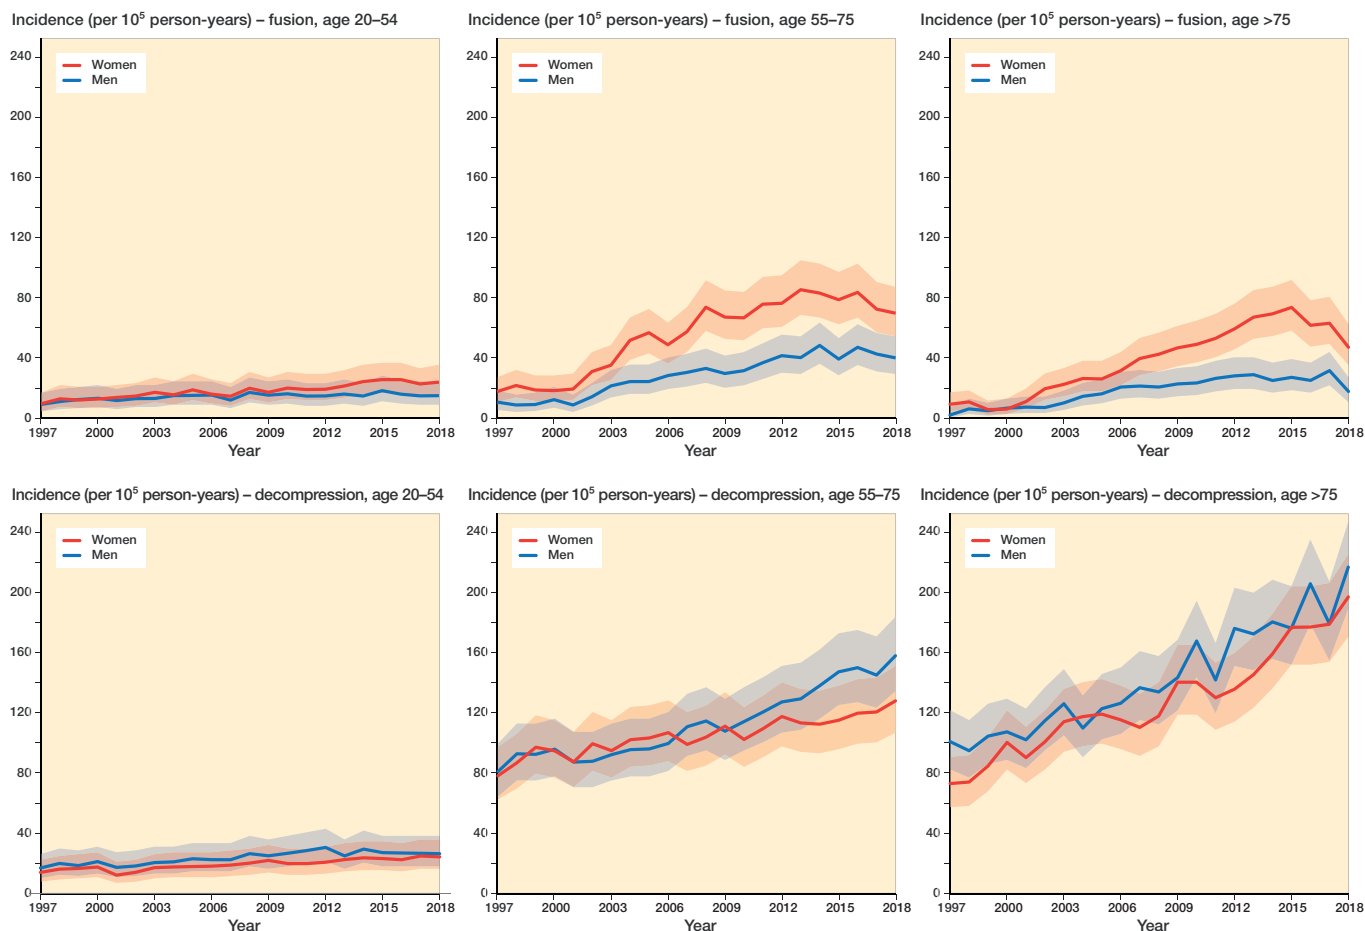 Incidence (per 10⁵ person-years) – fusion, age 20–54
240
200
160
120
80
40
0
Women
Men
1997 2000 2003 2006 2009 2012 2015 2018
Year
Incidence (per 10⁵ person-years) – fusion, age 55–75
240
200
160
120
80
40
0
Women
Men
1997 2000 2003 2006 2009 2012 2015 2018
Year
Incidence (per 10⁵ person-years) – fusion, age >75
240
200
160
120
80
40
0
Women
Men
1997 2000 2003 2006 2009 2012 2015 2018
Year
Incidence (per 10⁵ person-years) – decompression, age 20–54
240
200
160
120
80
40
0
Women
Men
1997 2000 2003 2006 2009 2012 2015 2018
Year
Incidence (per 10⁵ person-years) – decompression, age 55–75
240
200
160
120
80
40
0
Women
Men
1997 2000 2003 2006 2009 2012 2015 2018
Year
Incidence (per 10⁵ person-years) – decompression, age >75
240
200
160
120
80
40
0
Women
Men
1997 2000 2003 2006 2009 2012 2015 2018
Year